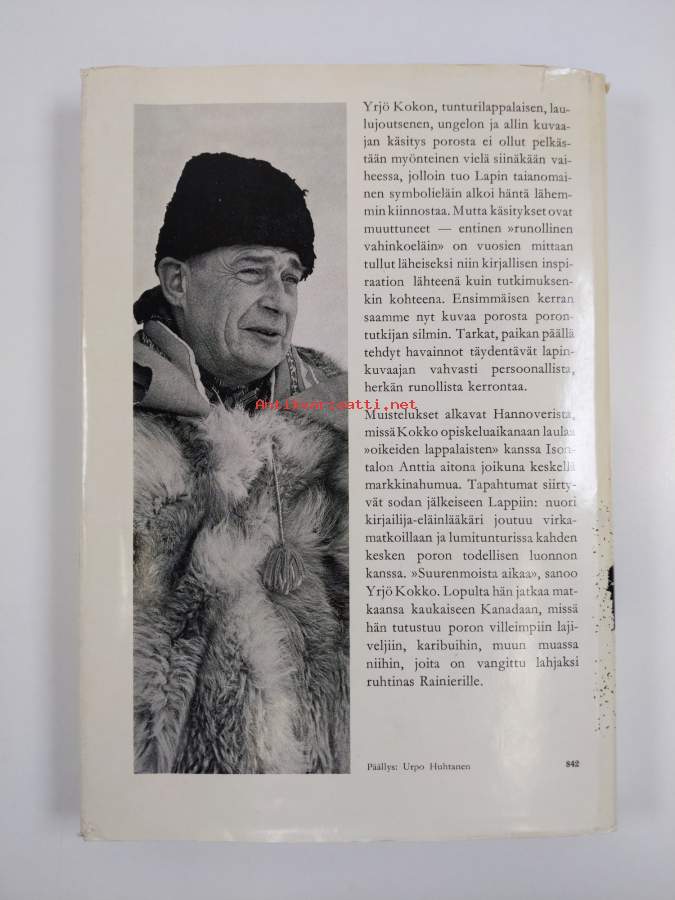 Yrjö Kokon, tunturilappalaisen, lau-
lujoutsenen, ungelon ja allin kuvaa-
jan käsitys porosta ei ollut pelkäs-
tään myönteinen vielä siinäkään vai-
heessa, jolloin tuo Lapin taianomai-
nen symbolieläin alkoi häntä lähem-
min kiinnostaa. Mutta käsitykset ovat
muuttuneet — entinen »runollinen
vahinkoeläin» on vuosien mittaan
tullut läheiseksi niin kirjallisen inspi-
raation lähteenä kuin tutkimuksen-
kin kohteena. Ensimmäisen kerran
saamme nyt kuvaa porosta poron-
tutkijan silmin. Tarkat, paikan päällä
tehdyt havainnot täydentävät lapin-
kuvaajan vahvasti persoonallista,
herkän runollista kerrontaa.
Antikvariaatti.net
Muistelukset alkavat Hannoverista,
missä Kokko opiskeluaikanaan laulaa
»oikeiden lappalaisten» kanssa Ison-
talon Anttia aitona joikuna keskellä
markkinahumua. Tapahtumat siirty-
vät sodan jälkeiseen Lappiin: nuori
kirjailija-eläinlääkäri joutuu virka-
matkoillaan ja lumitunturissa kahden
kesken poron todellisen luonnon
kanssa. »Suurenmoista aikaa», sanoo
Yrjö Kokko. Lopulta hän jatkaa mat-
kaansa kaukaiseen Kanadaan, missä
hän tutustuu poron villeimpiin laji-
veljiin, karibuihin, muun muassa
niihin, joita on vangittu lahjaksi
ruhtinas Rainierille.
Päällys: Urpo Huhtanen 842